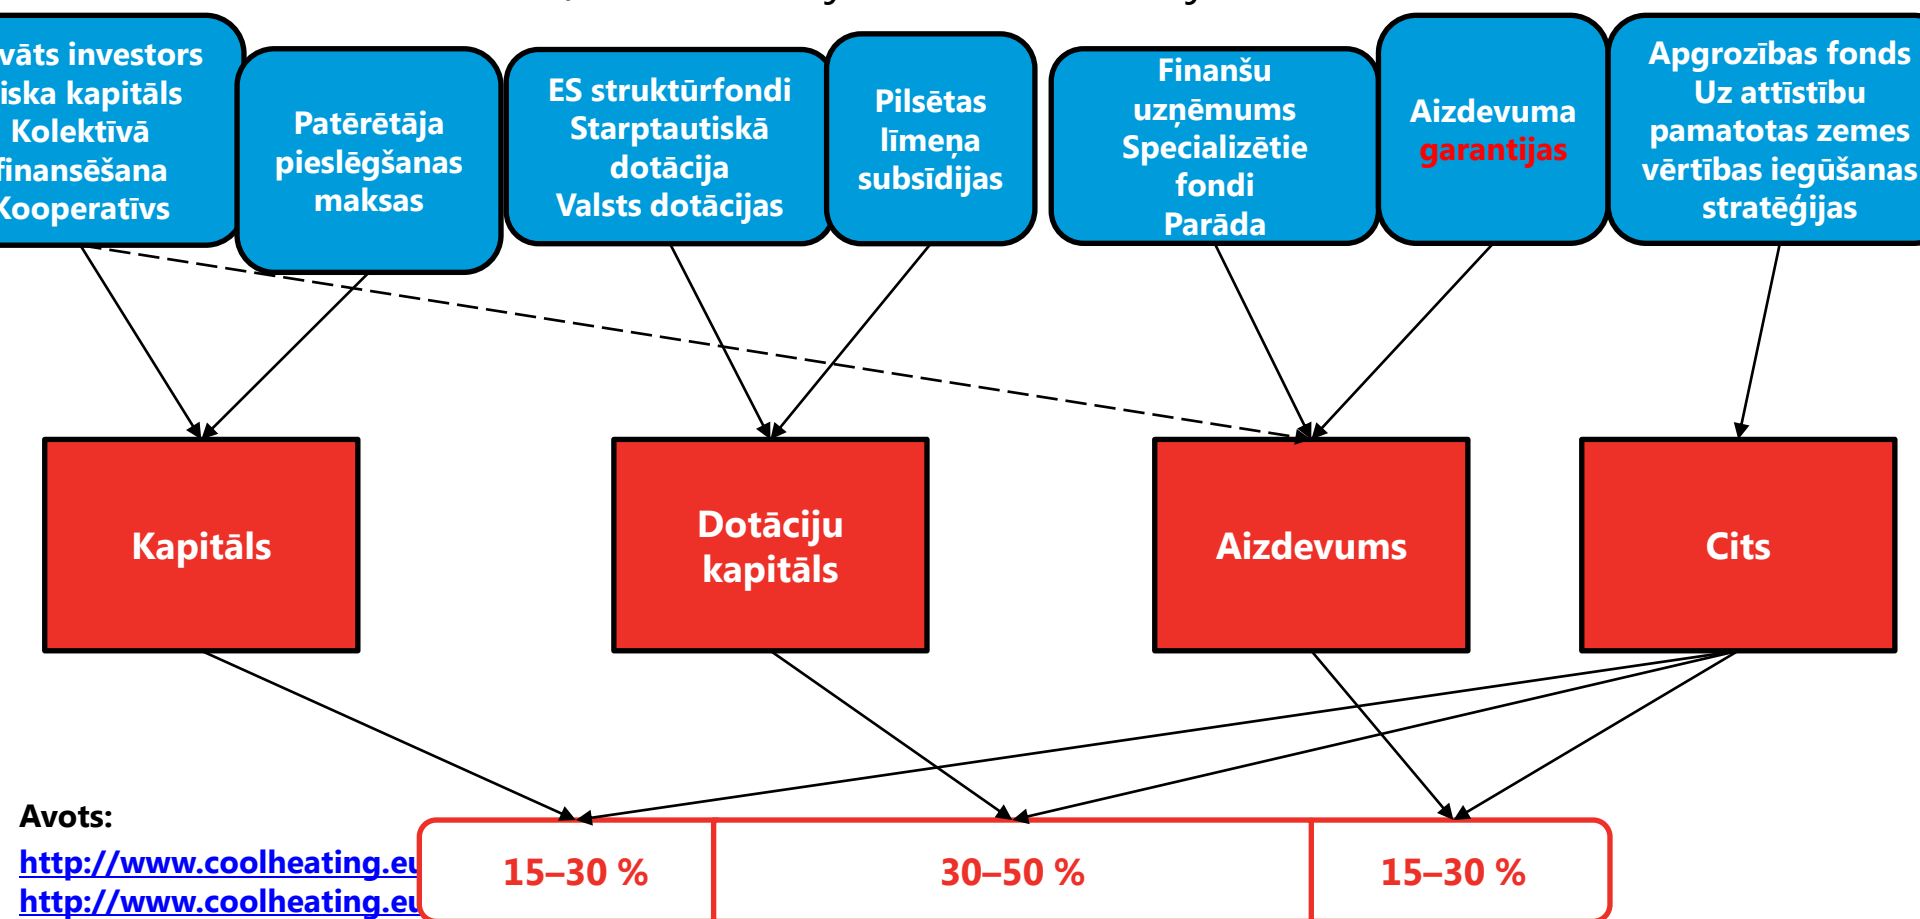 investors
kapitāls
Kolektīvā
finansēšana
Kooperatīvs
Patērētāja
pieslēgšanas
maksas
ES struktūrfondi
Starptautiskā
dotācija
Valsts dotācijas
Pilsētas
līmeņa
subsīdijas
Finanšu
uzņēmums
Specializētie
fondi
Parāda
Aizdevuma
garantijas
Apgrozības fonds
Uz attīstību
pamatotas zemes
vērtības iegūšanas
stratēģijas
Kapitāls
Dotāciju
kapitāls
Aizdevums
Cits
Avots:
http://www.coolheating.eu
http://www.coolheating.eu
15–30 %
30–50 %
15–30 %